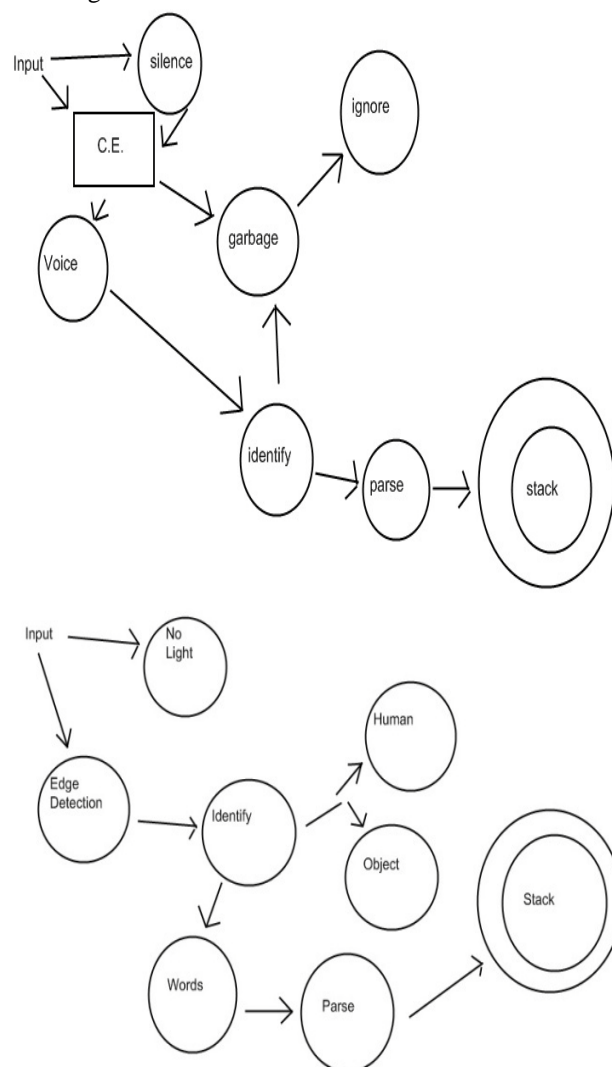 silence
Input
ignore
C.E.
garbage
Voice
identify
parse
stack
Input
No
Light
Human
Edge
Detection
Identify
Object
Stack
Words
Parse